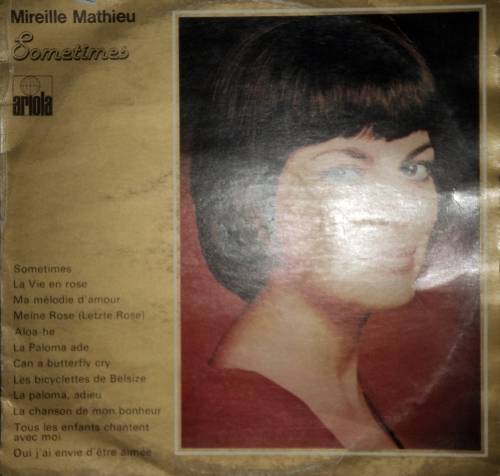 Mireille Mathieu
Sometimes
ariola
Sometimes
La Vie en rose
Ma mélodie d'amour
Meine Rose (Letzte Rose)
Aloa-he
La Paloma ade
Can a butterfly cry
Les bicyclettes de Belsize
La paloma, adieu
La chanson de mon bonheur
Tous les enfants chantent
avec moi
Oui j'ai envie d'être aimée